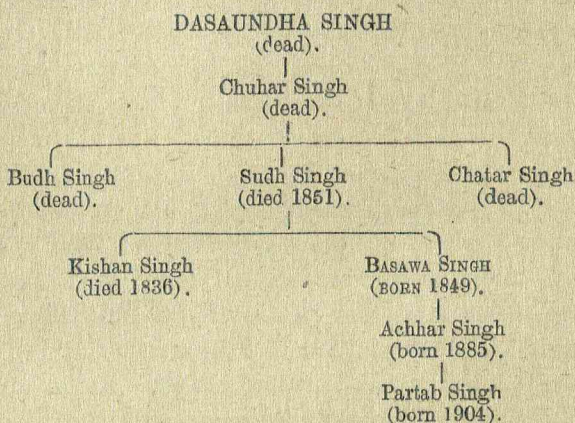 DASAUNDHA SINGH
(dead).
Chuhar Singh
(dead).
Budh Singh Sudh Singh Chatar Singh
(dead). (died 1851). (dead).
Kishan Singh BASAWA SINGH
(died 1836). (BORN 1849).
Achhar Singh
(born 1885).
Partab Singh
(born 1904).